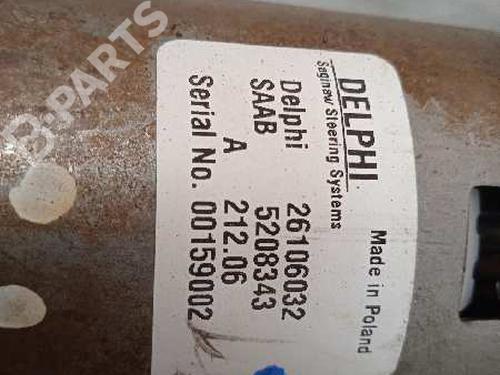 DELPHI
Saginaw Steering Systems
Made in Poland
Delphi 26106032
SAAB 5208343
A 212.06
Serial No. 00159002
B-PARTS